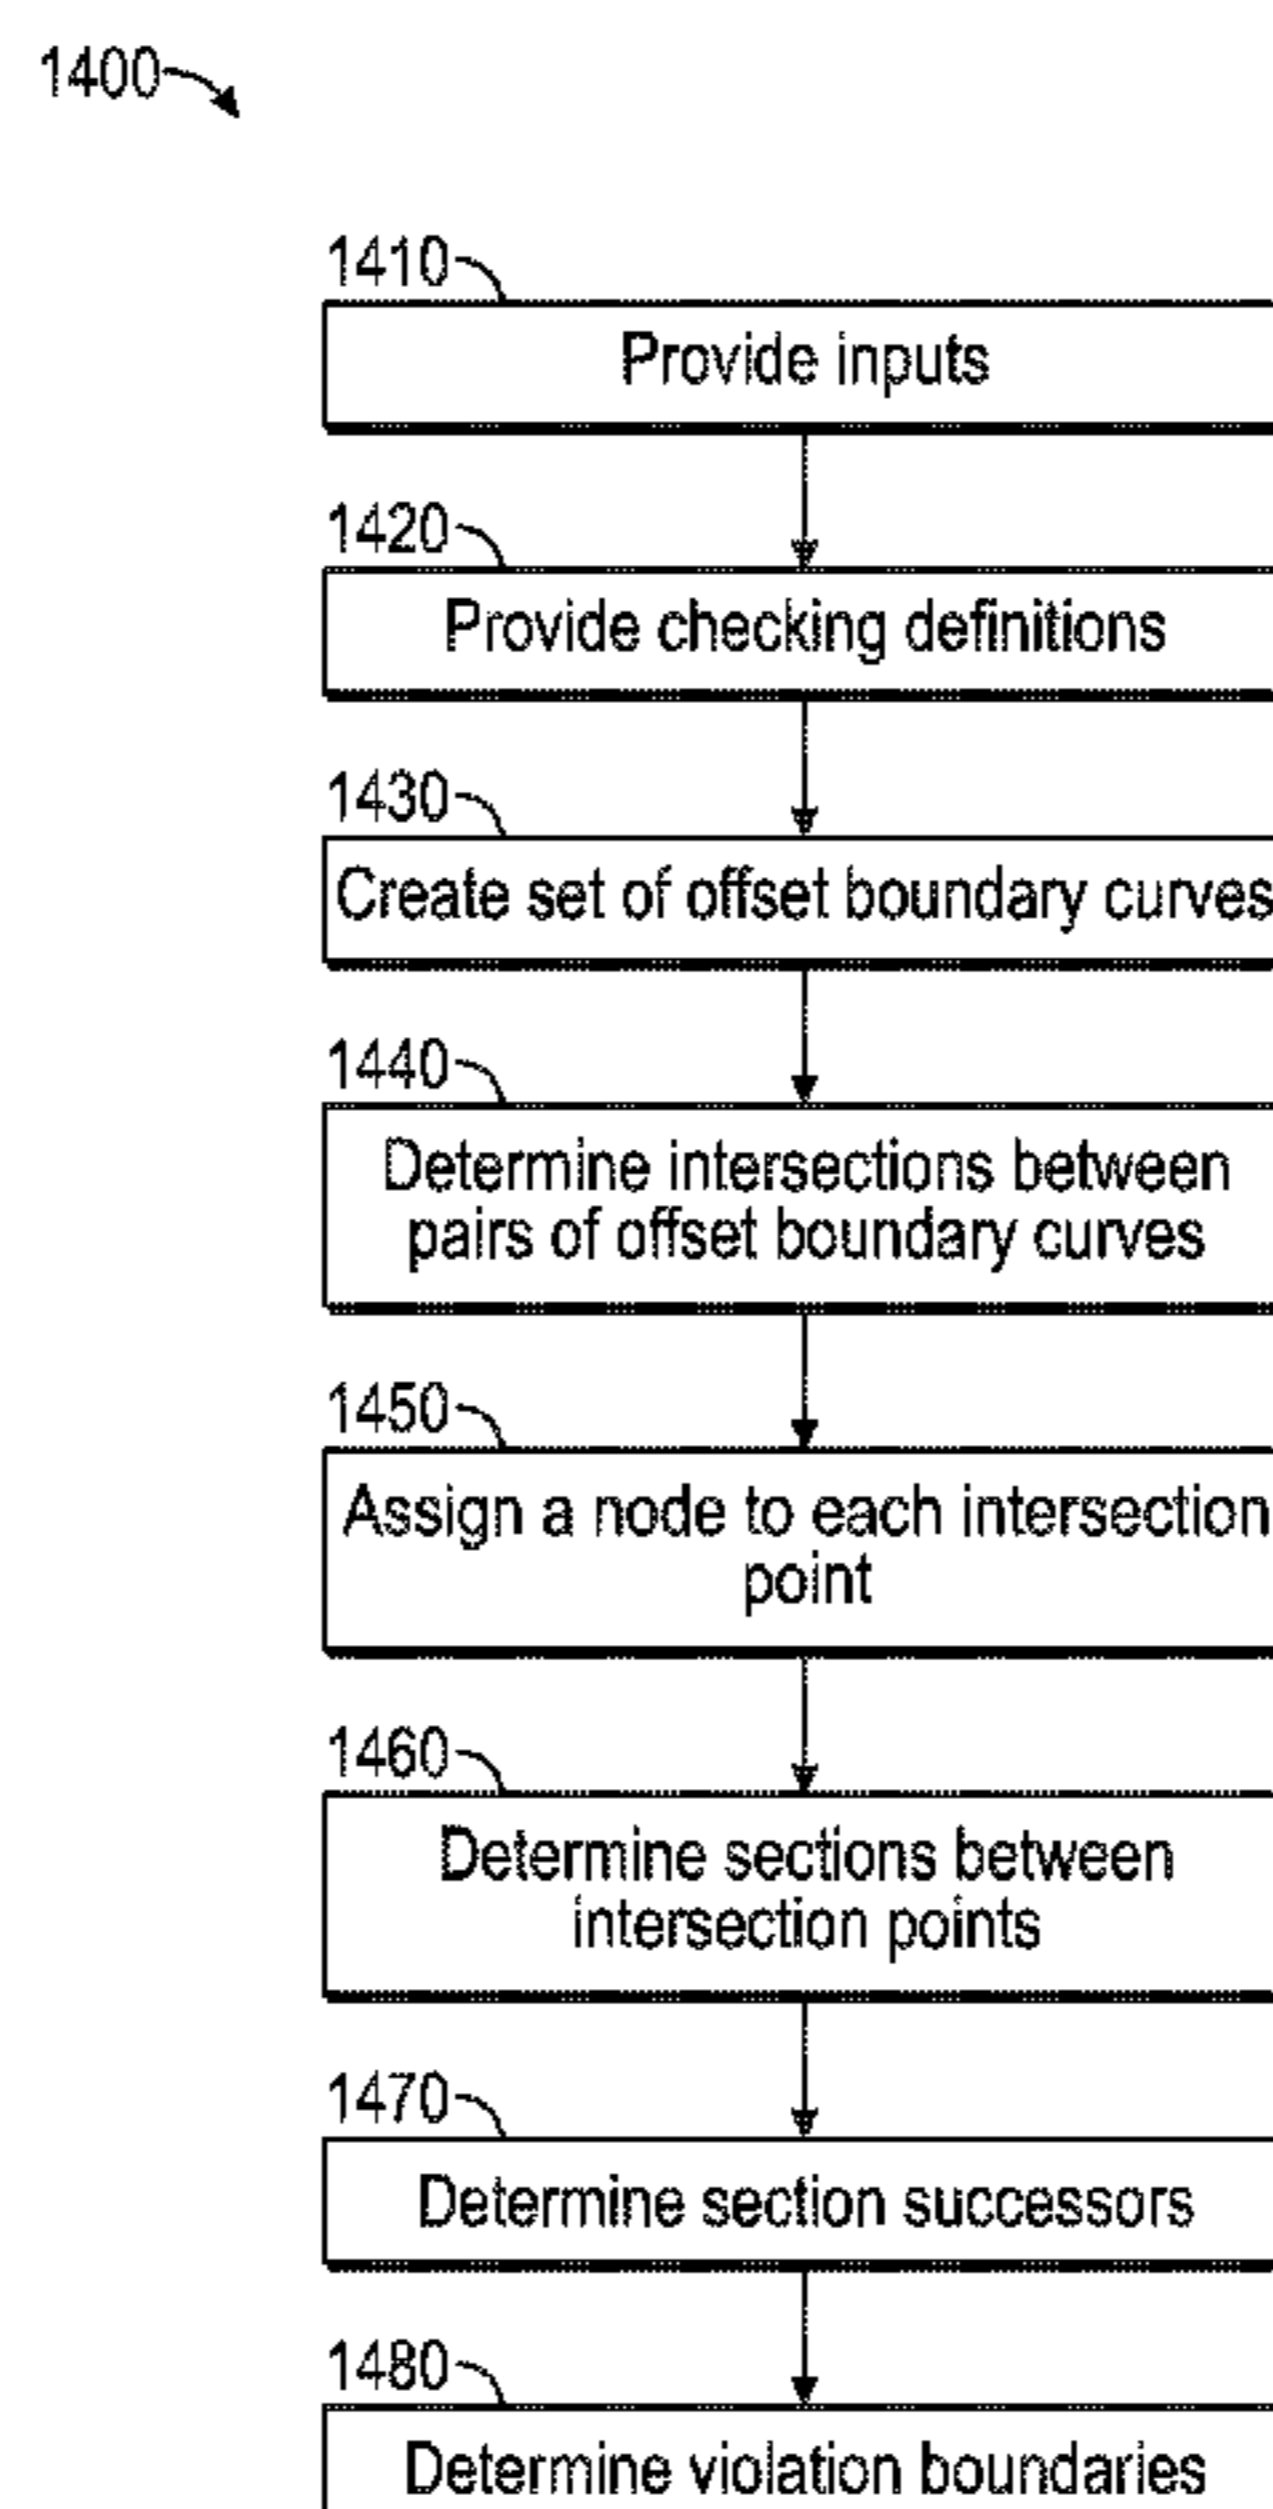 1400
1410
Provide inputs
1420
Provide checking definitions
1430
Create set of offset boundary curves
1440
Determine intersections between
pairs of offset boundary curves
1450
Assign a node to each intersection
point
1460
Determine sections between
intersection points
1470
Determine section successors
1480
Determine violation boundaries